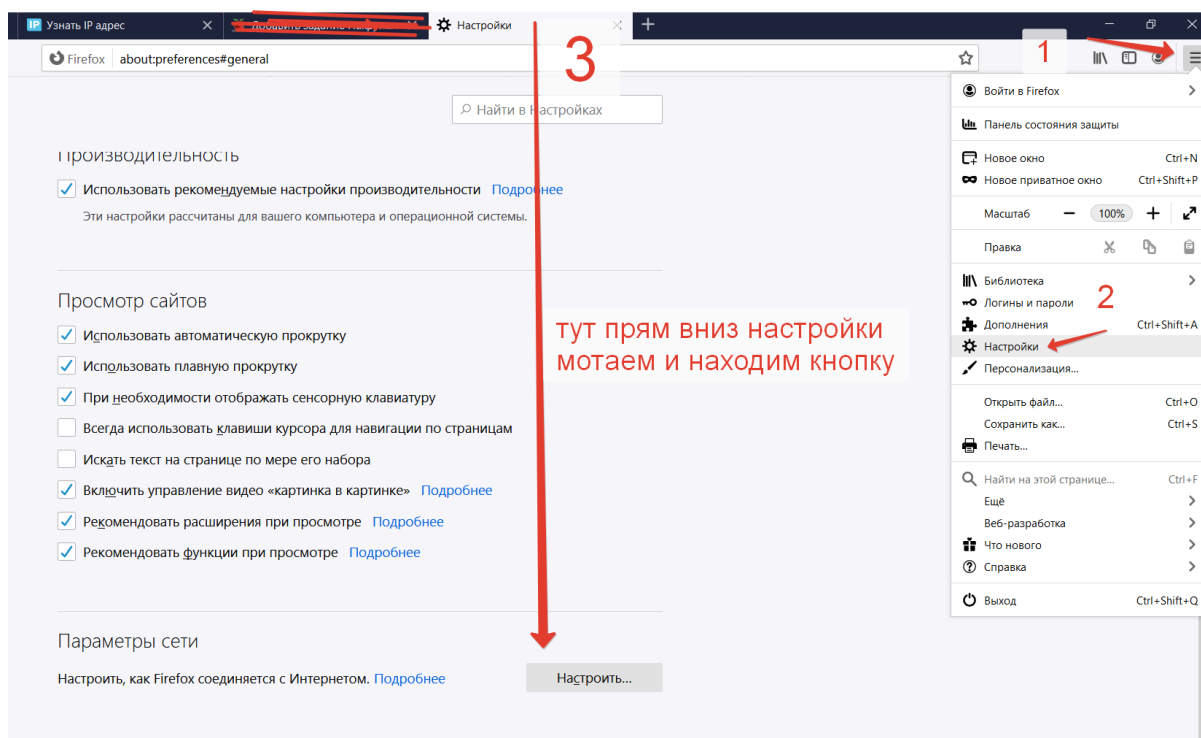 IP Узнать IP адрес
Настройки
Firefox about:preferences#general
1
3
Найти в Настройках
Производительность
Использовать рекомендуемые настройки производительности Подробнее
Эти настройки рассчитаны для вашего компьютера и операционной системы.
Просмотр сайтов
Использовать автоматическую прокрутку
Использовать плавную прокрутку
При необходимости отображать сенсорную клавиатуру
Всегда использовать клавиши курсора для навигации по страницам
Искать текст на странице по мере его набора
Включить управление видео «картинка в картинке» Подробнее
Рекомендовать расширения при просмотре Подробнее
Рекомендовать функции при просмотре Подробнее
тут прям вниз настройки
мотаем и находим кнопку
Параметры сети
Настроить, как Firefox соединяется с Интернетом. Подробнее
Настроить...
Войти в Firefox
Панель состояния защиты
Новое окно Ctrl+N
Новое приватное окно Ctrl+Shift+P
Масштаб 100%
Правка
Библиотека
Логины и пароли
2
Дополнения Ctrl+Shift+A
Настройки
Персонализация...
Открыть файл... Ctrl+O
Сохранить как... Ctrl+S
Печать...
Найти на этой странице... Ctrl+F
Ещё
Веб-разработка
Что нового
Справка
Выход Ctrl+Shift+Q